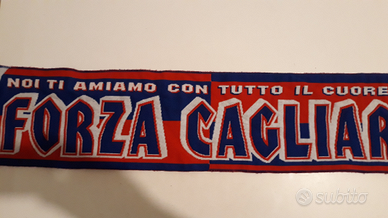 NOI TI AMIAMO CON TUTTO IL CUORE
FORZA CAGLIAR
subito